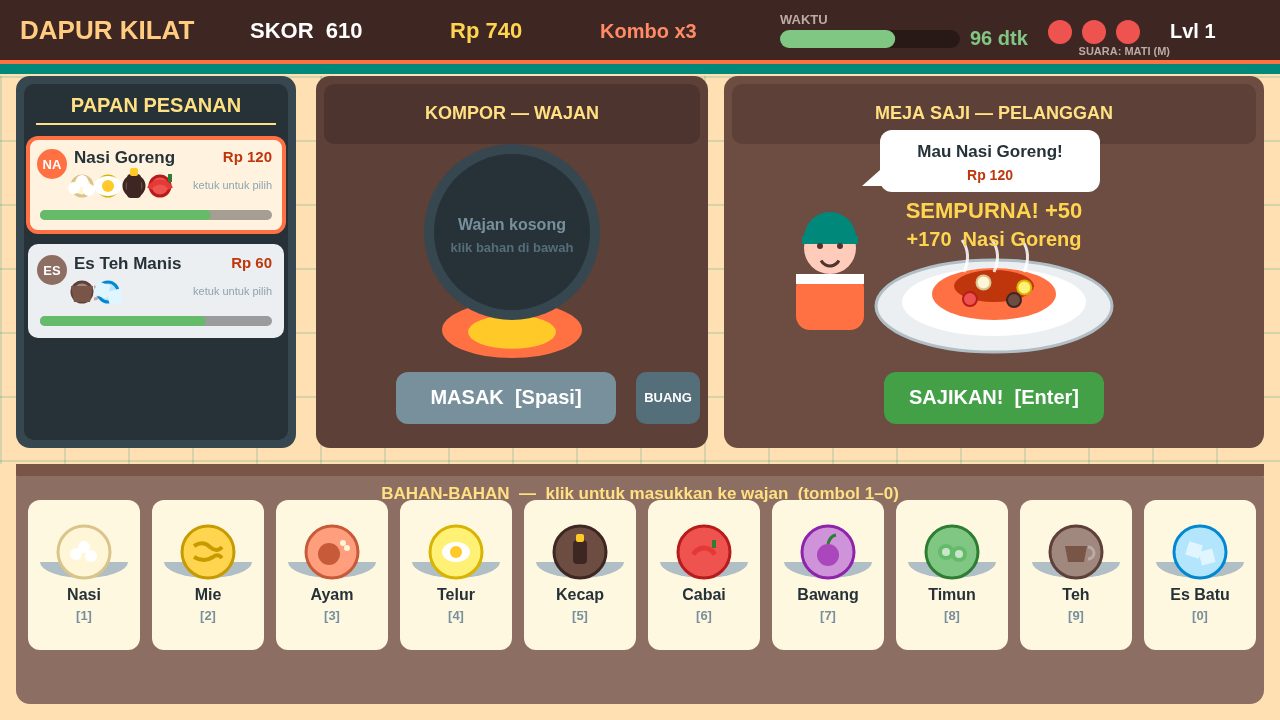 DAPUR KILAT
SKOR 610
Rp 740
Kombo x3
WAKTU
96 dtk
SUARA: MATI (M)
Lvl 1
PAPAN PESANAN
NA
Nasi Goreng
Rp 120
ketuk untuk pilih
ES
Es Teh Manis
Rp 60
ketuk untuk pilih
KOMPOR — WAJAN
Wajan kosong
klik bahan di bawah
MASAK [Spasi]
BUANG
MEJA SAJI — PELANGGAN
Mau Nasi Goreng!
Rp 120
SEMPURNA! +50
+170 Nasi Goreng
SAJIKAN! [Enter]
BAHAN-BAHAN — klik untuk masukkan ke wajan (tombol 1–0)
Nasi
[1]
Mie
[2]
Ayam
[3]
Telur
[4]
Kecap
[5]
Cabai
[6]
Bawang
[7]
Timun
[8]
Teh
[9]
Es Batu
[0]